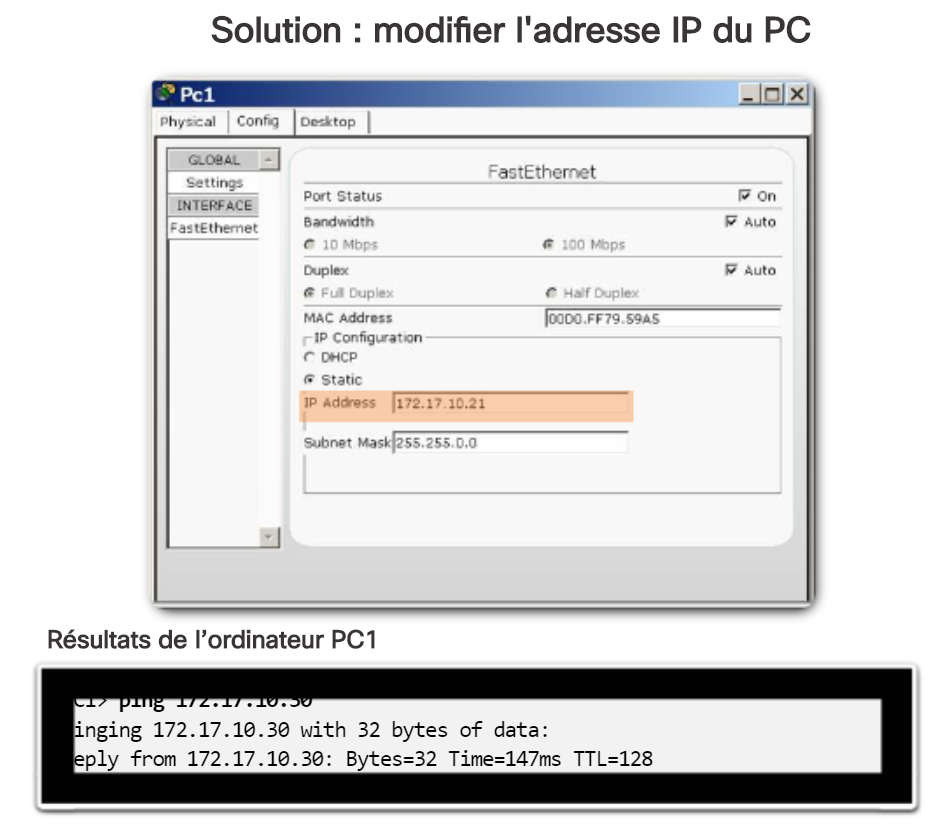 Solution : modifier l'adresse IP du PC
Pc1
Physical Config Desktop
GLOBAL
Settings
INTERFACE
FastEthernet
FastEthernet
Port Status On
Bandwidth Auto
10 Mbps 100 Mbps
Duplex Auto
Full Duplex Half Duplex
MAC Address 00D0.FF79.59A5
IP Configuration
DHCP
Static
IP Address 172.17.10.21
Subnet Mask 255.255.0.0
Résultats de l’ordinateur PC1
C1> ping 172.17.10.30
inging 172.17.10.30 with 32 bytes of data:
eply from 172.17.10.30: Bytes=32 Time=147ms TTL=128